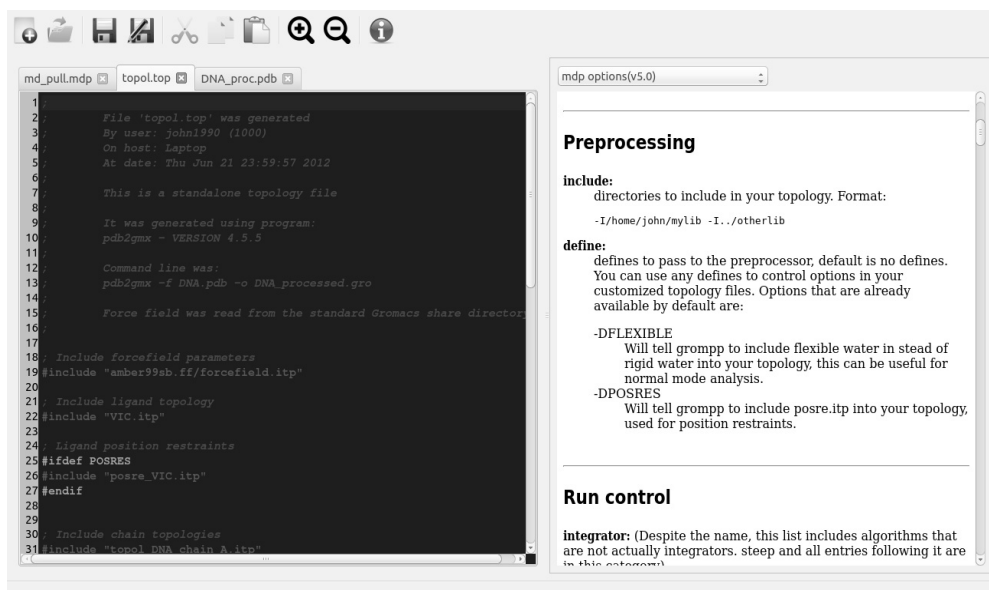 md_pull.mdp
topol.top
DNA_proc.pdb
1 ;
2 ; File 'topol.top' was generated
3 ; By user: john1990 (1000)
4 ; On host: Laptop
5 ; At date: Thu Jun 21 23:59:57 2012
6 ;
7 ; This is a standalone topology file
8 ;
9 ; It was generated using program:
10 ; pdb2gmx - VERSION 4.5.5
11 ;
12 ; Command line was:
13 ; pdb2gmx -f DNA.pdb -o DNA_processed.gro
14 ;
15 ; Force field was read from the standard Gromacs share directory
16 ;
17
18 ; Include forcefield parameters
19 #include "amber99sb.ff/forcefield.itp"
20
21 ; Include ligand topology
22 #include "VIC.itp"
23
24 ; Ligand position restraints
25 #ifdef POSRES
26 #include "posre_VIC.itp"
27 #endif
28
29
30 ; Include chain topologies
31 #include "topol_DNA_chain_A.itp"
mdp options(v5.0)
Preprocessing
include:
directories to include in your topology. Format:
-I/home/john/mylib -I../otherlib
define:
defines to pass to the preprocessor, default is no defines.
You can use any defines to control options in your
customized topology files. Options that are already
available by default are:
-DFLEXIBLE
Will tell grompp to include flexible water in stead of
rigid water into your topology, this can be useful for
normal mode analysis.
-DPOSRES
Will tell grompp to include posre.itp into your topology,
used for position restraints.
Run control
integrator: (Despite the name, this list includes algorithms that
are not actually integrators. steep and all entries following it are
in this category)